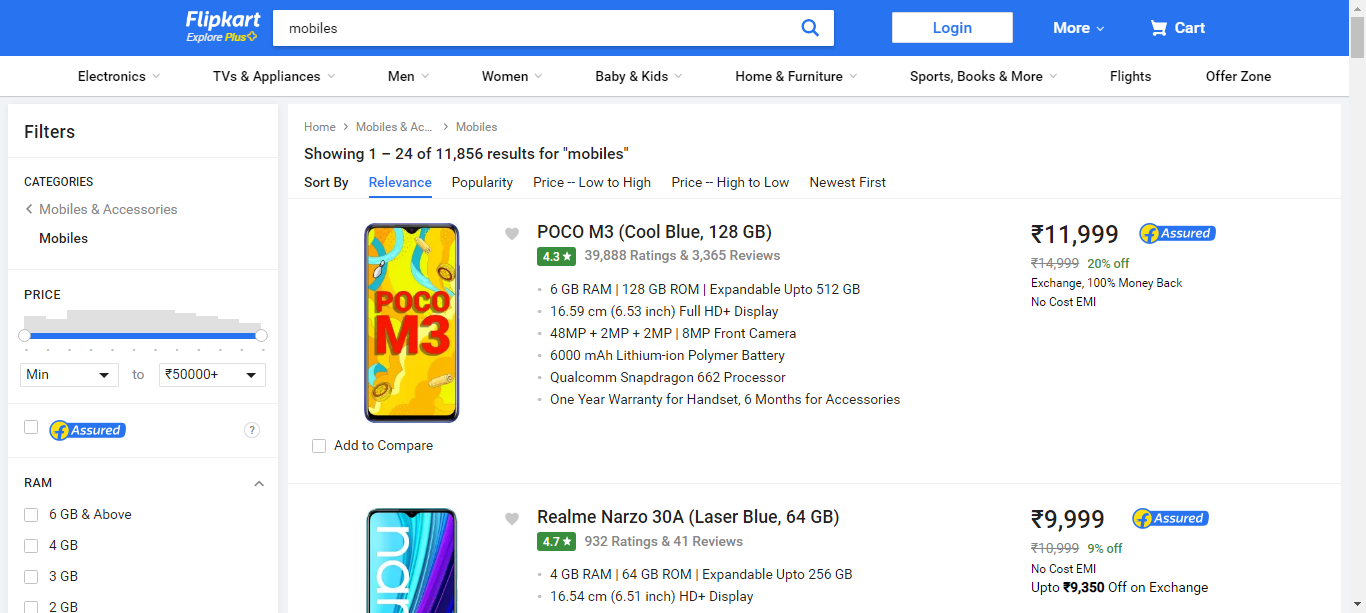 Flipkart
Explore Plus
mobiles
Login
More
Cart
Electronics
TVs & Appliances
Men
Women
Baby & Kids
Home & Furniture
Sports, Books & More
Flights
Offer Zone
Filters
CATEGORIES
Mobiles & Accessories
Mobiles
PRICE
Min
to
₹50000+
Assured
?
RAM
6 GB & Above
4 GB
3 GB
2 GB
Home
Mobiles & Ac...
Mobiles
Showing 1 – 24 of 11,856 results for "mobiles"
Sort By
Relevance
Popularity
Price -- Low to High
Price -- High to Low
Newest First
POCO
M3
Add to Compare
POCO M3 (Cool Blue, 128 GB)
4.3 ★ 39,888 Ratings & 3,365 Reviews
6 GB RAM | 128 GB ROM | Expandable Upto 512 GB
16.59 cm (6.53 inch) Full HD+ Display
48MP + 2MP + 2MP | 8MP Front Camera
6000 mAh Lithium-ion Polymer Battery
Qualcomm Snapdragon 662 Processor
One Year Warranty for Handset, 6 Months for Accessories
₹11,999
Assured
₹14,999 20% off
Exchange, 100% Money Back
No Cost EMI
nar
Realme Narzo 30A (Laser Blue, 64 GB)
4.7 ★ 932 Ratings & 41 Reviews
4 GB RAM | 64 GB ROM | Expandable Upto 256 GB
16.54 cm (6.51 inch) HD+ Display
₹9,999
Assured
₹10,999 9% off
No Cost EMI
Upto ₹9,350 Off on Exchange